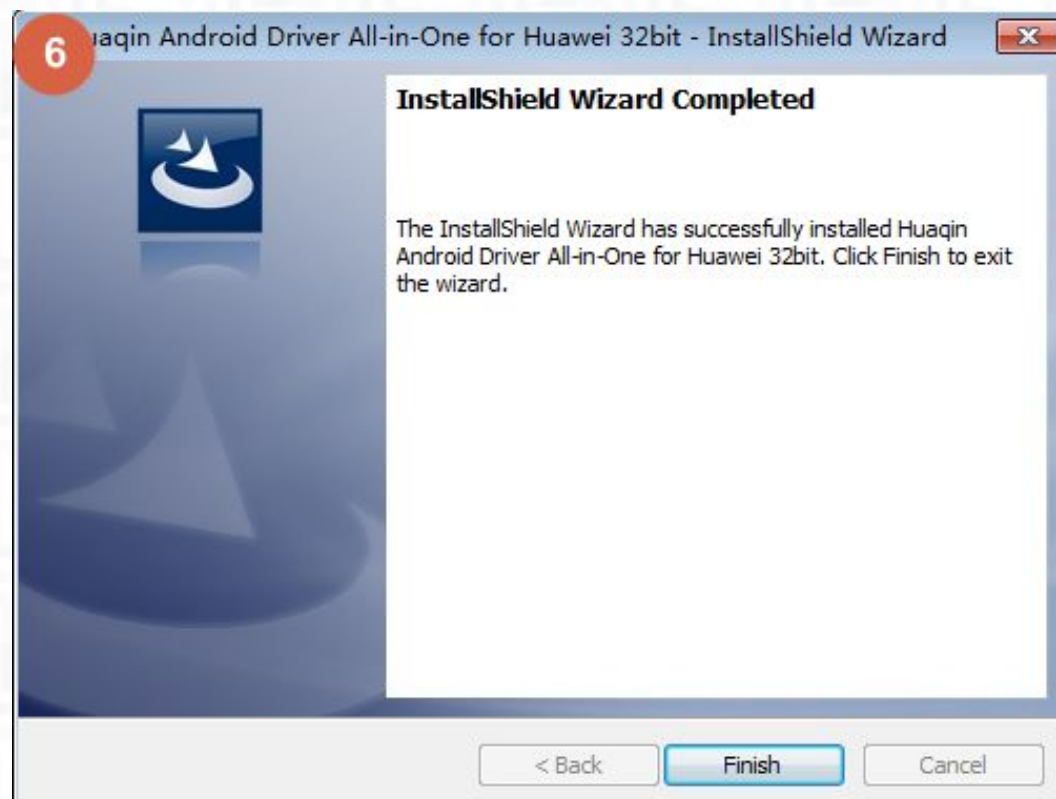 6
uaqin Android Driver All-in-One for Huawei 32bit - InstallShield Wizard
InstallShield Wizard Completed
The InstallShield Wizard has successfully installed Huaqin
Android Driver All-in-One for Huawei 32bit. Click Finish to exit
the wizard.
< Back
Finish
Cancel